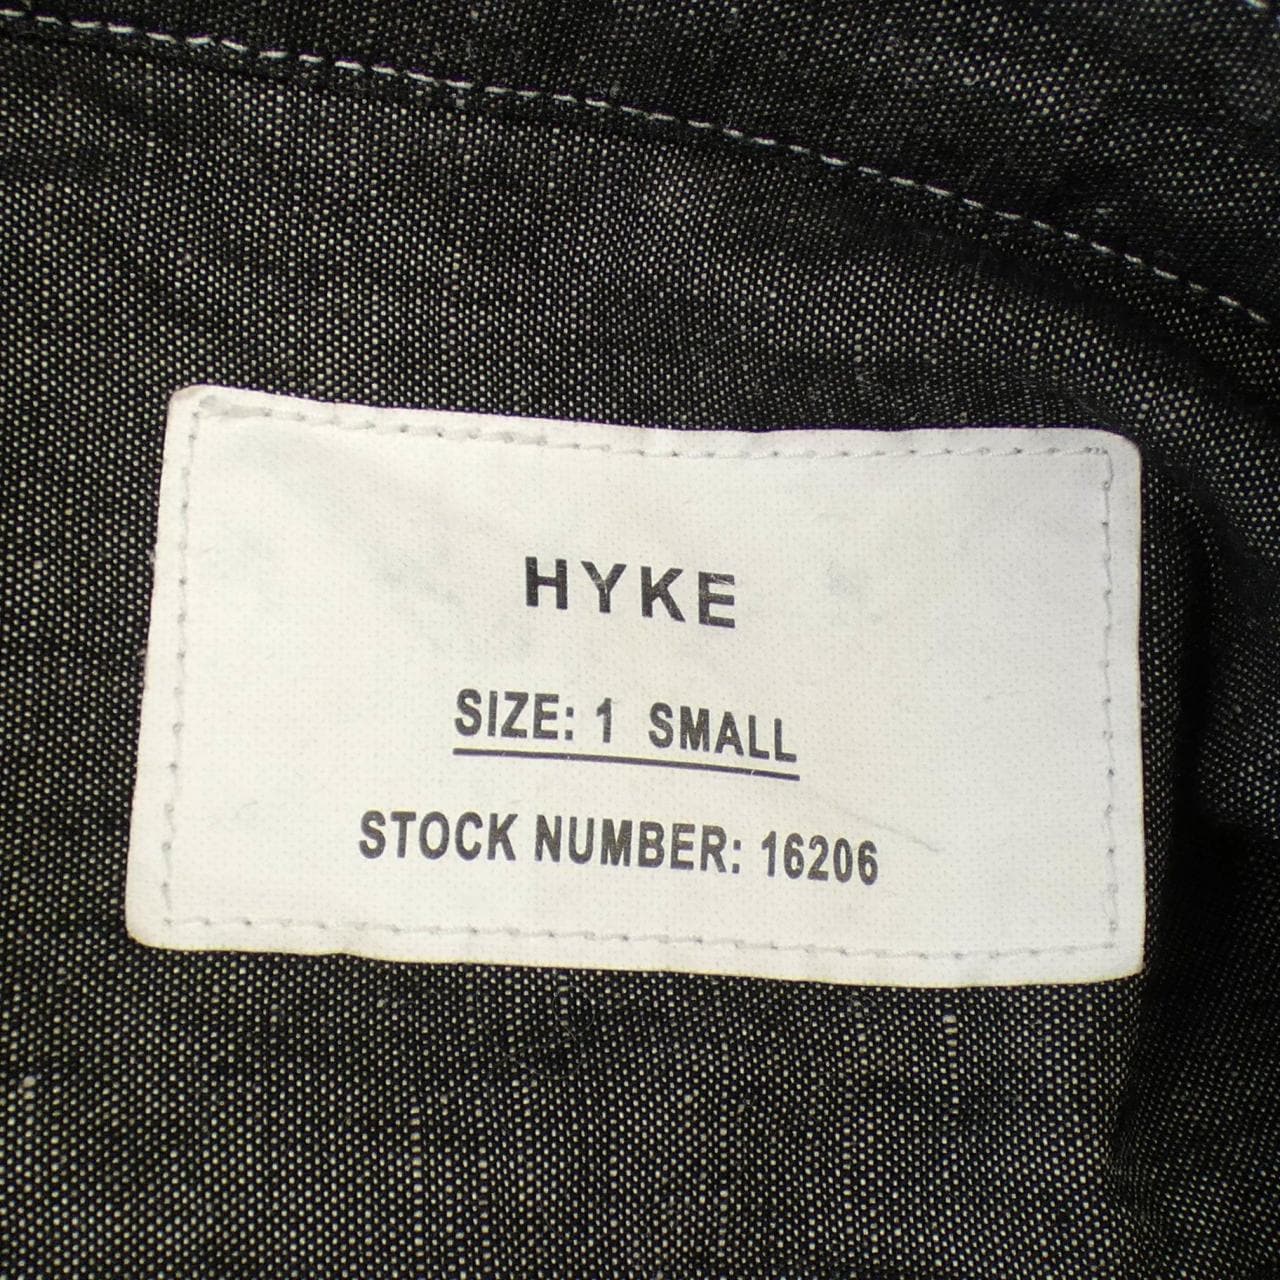 HYKE
SIZE: 1 SMALL
STOCK NUMBER: 16206